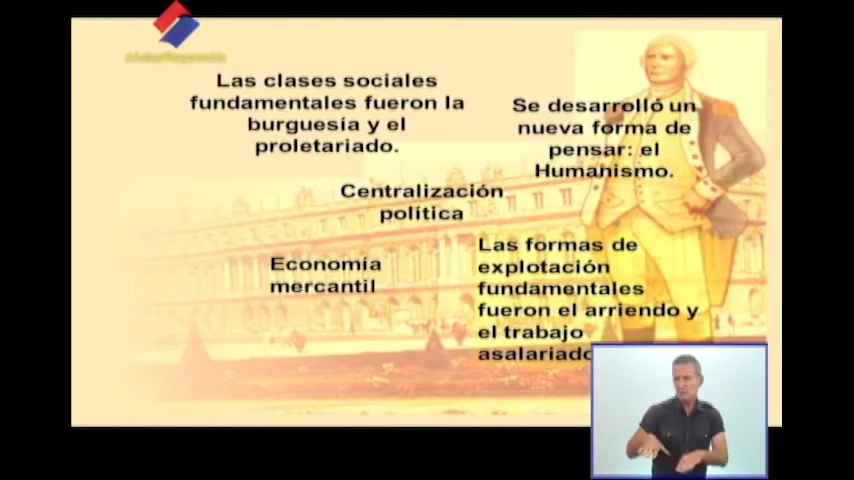 Las clases sociales
fundamentales fueron la
burguesía y el
proletariado.
Se desarrolló un
nueva forma de
pensar: el
Humanismo.
Centralización
política
Economía
mercantil
Las formas de
explotación
fundamentales
fueron el arriendo y
el trabajo
asalariado